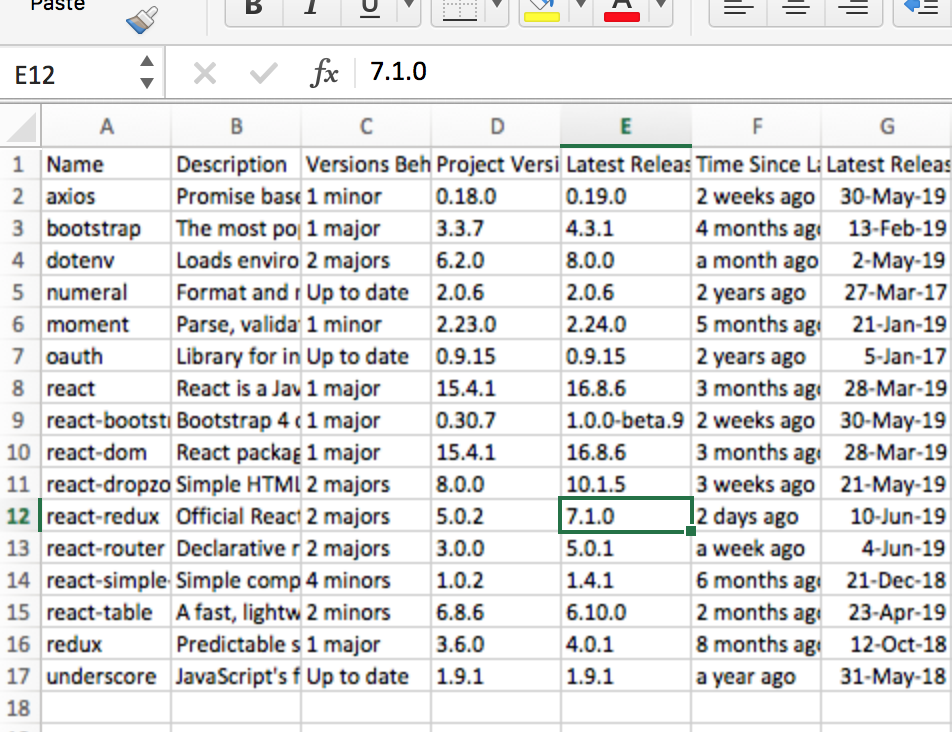 Paste B I U A
E12 fx 7.1.0
A B C D E F G
1 Name Description Versions Beh Project Versi Latest Releas Time Since La Latest Releas
2 axios Promise base 1 minor 0.18.0 0.19.0 2 weeks ago 30-May-19
3 bootstrap The most po 1 major 3.3.7 4.3.1 4 months ago 13-Feb-19
4 dotenv Loads enviro 2 majors 6.2.0 8.0.0 a month ago 2-May-19
5 numeral Format and r Up to date 2.0.6 2.0.6 2 years ago 27-Mar-17
6 moment Parse, valida 1 minor 2.23.0 2.24.0 5 months ago 21-Jan-19
7 oauth Library for in Up to date 0.9.15 0.9.15 2 years ago 5-Jan-17
8 react React is a Jav 1 major 15.4.1 16.8.6 3 months ago 28-Mar-19
9 react-bootstr Bootstrap 4 c 1 major 0.30.7 1.0.0-beta.9 2 weeks ago 30-May-19
10 react-dom React packag 1 major 15.4.1 16.8.6 3 months ago 28-Mar-19
11 react-dropzo Simple HTML 2 majors 8.0.0 10.1.5 3 weeks ago 21-May-19
12 react-redux Official React 2 majors 5.0.2 7.1.0 2 days ago 10-Jun-19
13 react-router Declarative r 2 majors 3.0.0 5.0.1 a week ago 4-Jun-19
14 react-simple- Simple comp 4 minors 1.0.2 1.4.1 6 months ago 21-Dec-18
15 react-table A fast, lightw 2 minors 6.8.6 6.10.0 2 months ago 23-Apr-19
16 redux Predictable s 1 major 3.6.0 4.0.1 8 months ago 12-Oct-18
17 underscore JavaScript's f Up to date 1.9.1 1.9.1 a year ago 31-May-18
18